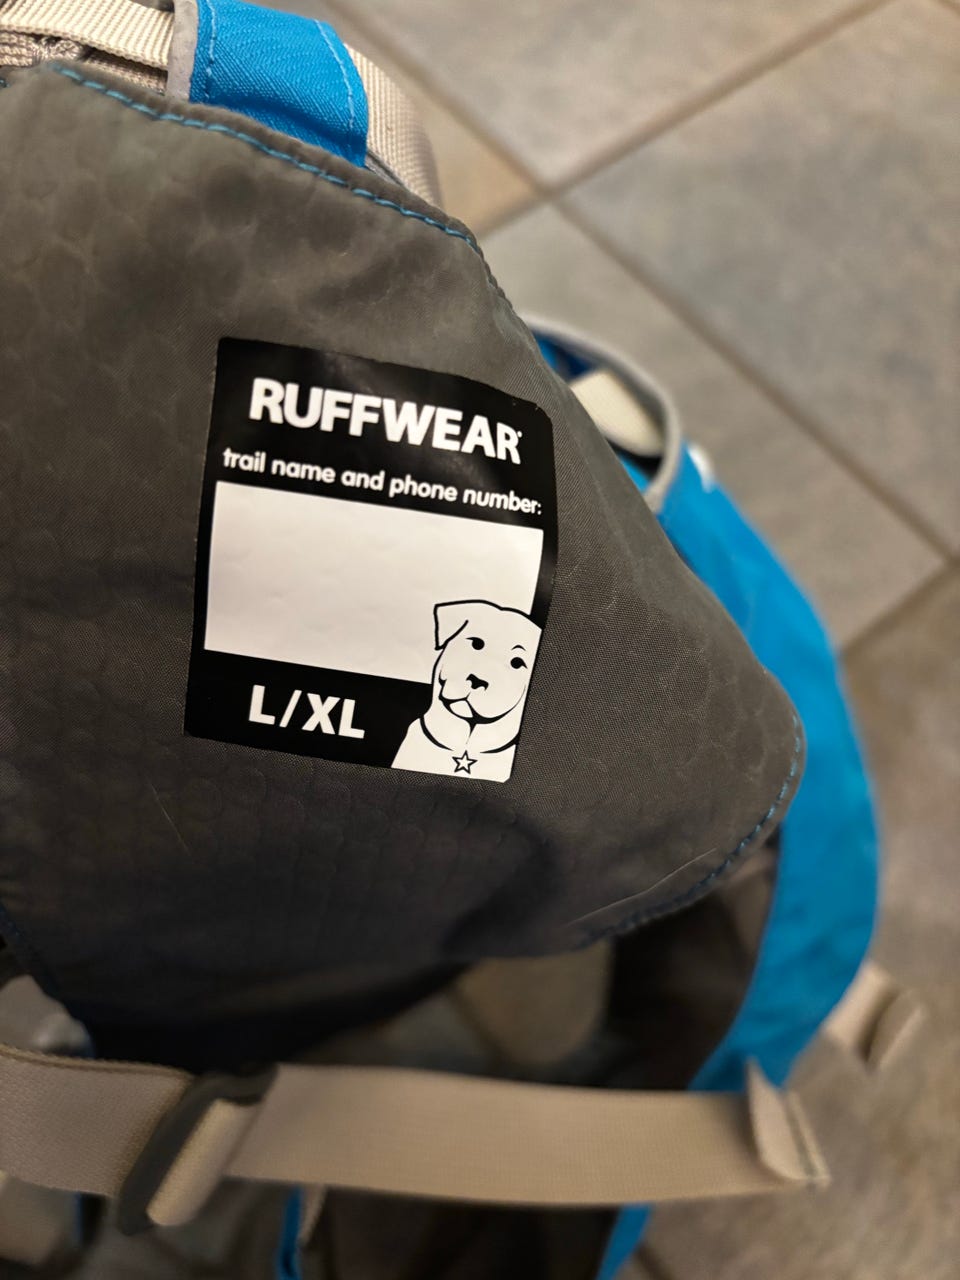 RUFFWEAR®
trail name and phone number:
L/XL